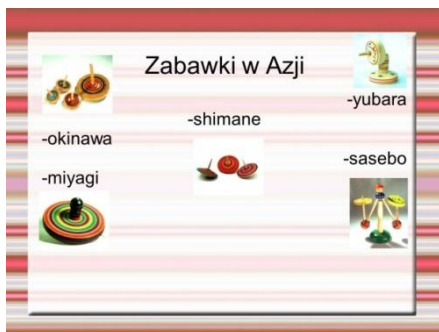 Zabawki w Azji
-yubara
-shimane
-okinawa
-sasebo
-miyagi